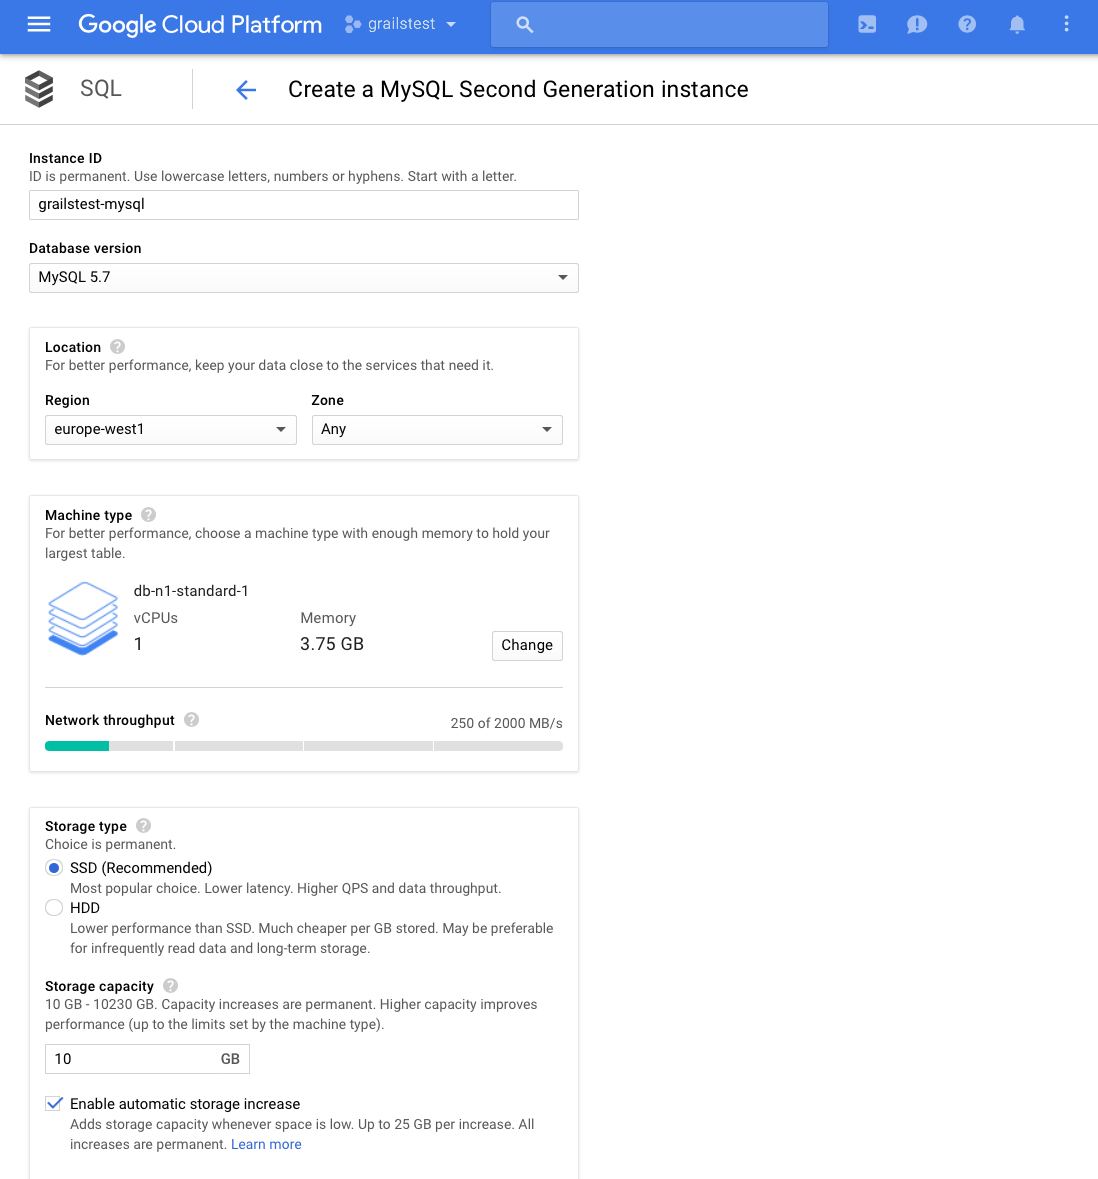 Google Cloud Platform grailstest
SQL Create a MySQL Second Generation instance
Instance ID
ID is permanent. Use lowercase letters, numbers or hyphens. Start with a letter.
grailstest-mysql
Database version
MySQL 5.7
Location
For better performance, keep your data close to the services that need it.
Region Zone
europe-west1 Any
Machine type
For better performance, choose a machine type with enough memory to hold your
largest table.
db-n1-standard-1
vCPUs Memory
1 3.75 GB
Change
Network throughput 250 of 2000 MB/s
Storage type
Choice is permanent.
SSD (Recommended)
Most popular choice. Lower latency. Higher QPS and data throughput.
HDD
Lower performance than SSD. Much cheaper per GB stored. May be preferable
for infrequently read data and long-term storage.
Storage capacity
10 GB - 10230 GB. Capacity increases are permanent. Higher capacity improves
performance (up to the limits set by the machine type).
10 GB
Enable automatic storage increase
Adds storage capacity whenever space is low. Up to 25 GB per increase. All
increases are permanent. Learn more